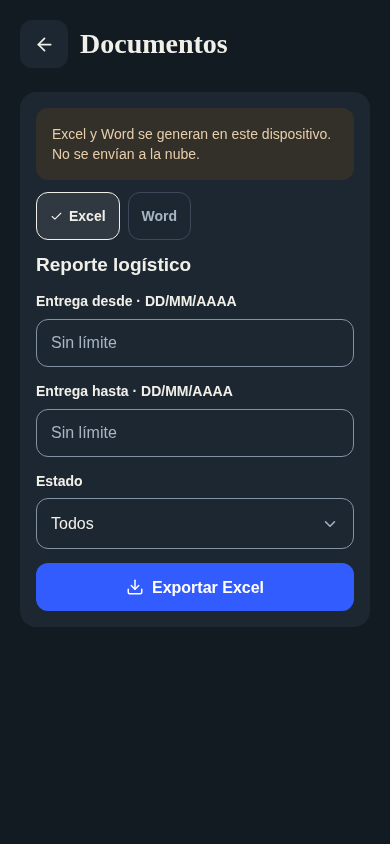 Documentos
Excel y Word se generan en este dispositivo.
No se envían a la nube.
Excel
Word
Reporte logístico
Entrega desde · DD/MM/AAAA
Sin límite
Entrega hasta · DD/MM/AAAA
Sin límite
Estado
Todos
Exportar Excel